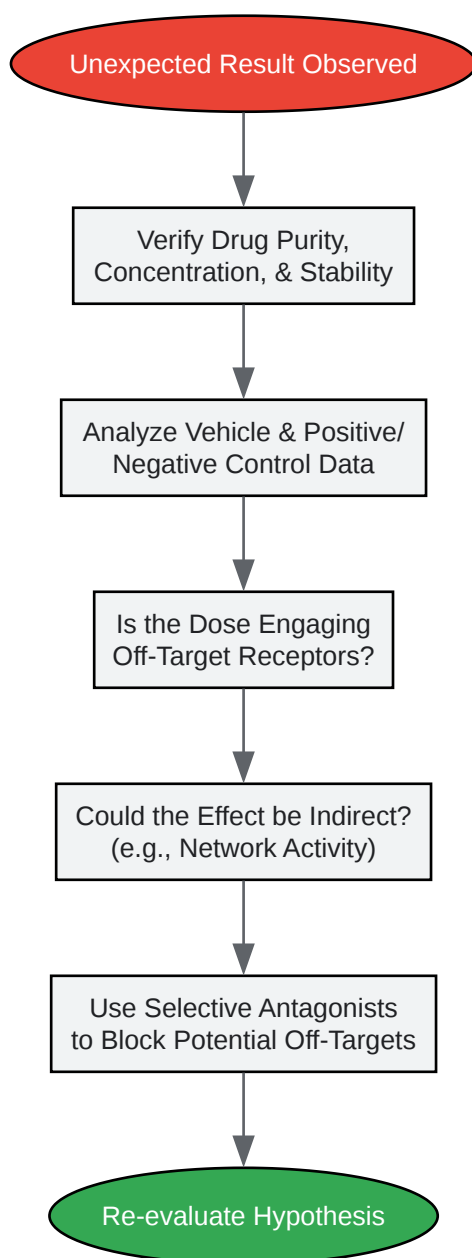 Unexpected Result Observed
Verify Drug Purity,
Concentration, & Stability
Analyze Vehicle & Positive/
Negative Control Data
Is the Dose Engaging
Off-Target Receptors?
Could the Effect be Indirect?
(e.g., Network Activity)
Use Selective Antagonists
to Block Potential Off-Targets
Re-evaluate Hypothesis